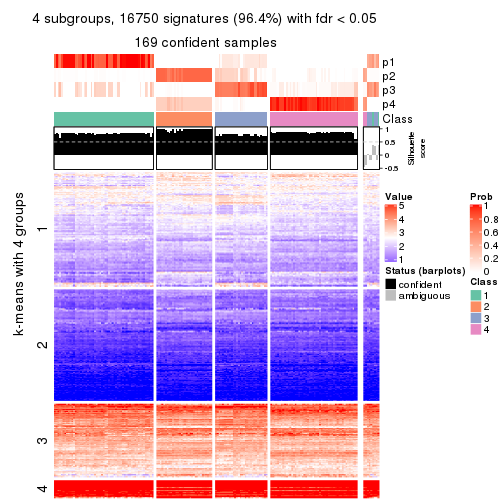 4 subgroups, 16750 signatures (96.4%) with fdr < 0.05
169 confident samples
p1
p2
p3
p4
Class
1
0.5
0
-0.5
Silhouette
score
k-means with 4 groups
1
2
3
4
Value
5
4
3
2
1
Status (barplots)
confident
ambiguous
Prob
1
0.8
0.6
0.4
0.2
0
Class
1
2
3
4